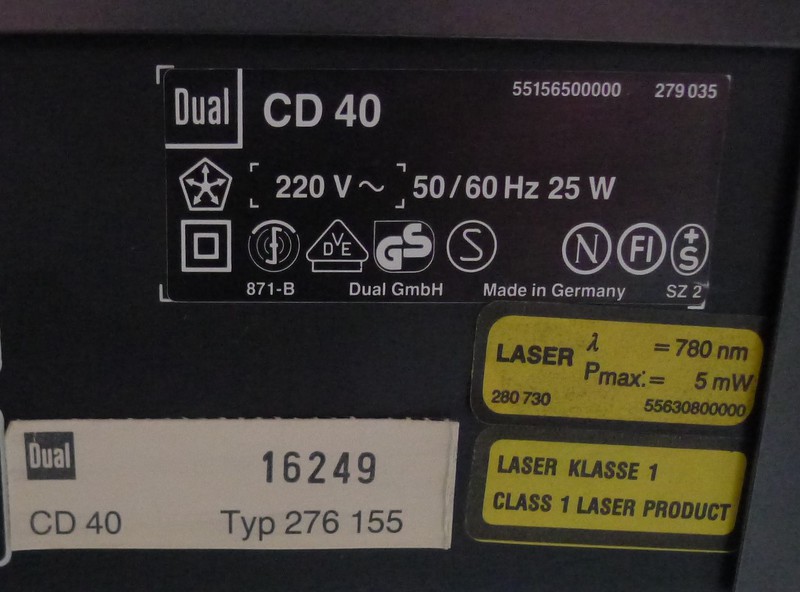 Dual CD 40 55156500000 279 035
220 V ~ 50/60 Hz 25 W
D V E GS S N FI +S
871-B Dual GmbH Made in Germany SZ 2
LASER λ = 780 nm
Pmax.: = 5 mW
280 730 55630800000
LASER KLASSE 1
CLASS 1 LASER PRODUCT
Dual 16249
CD 40 Typ 276 155